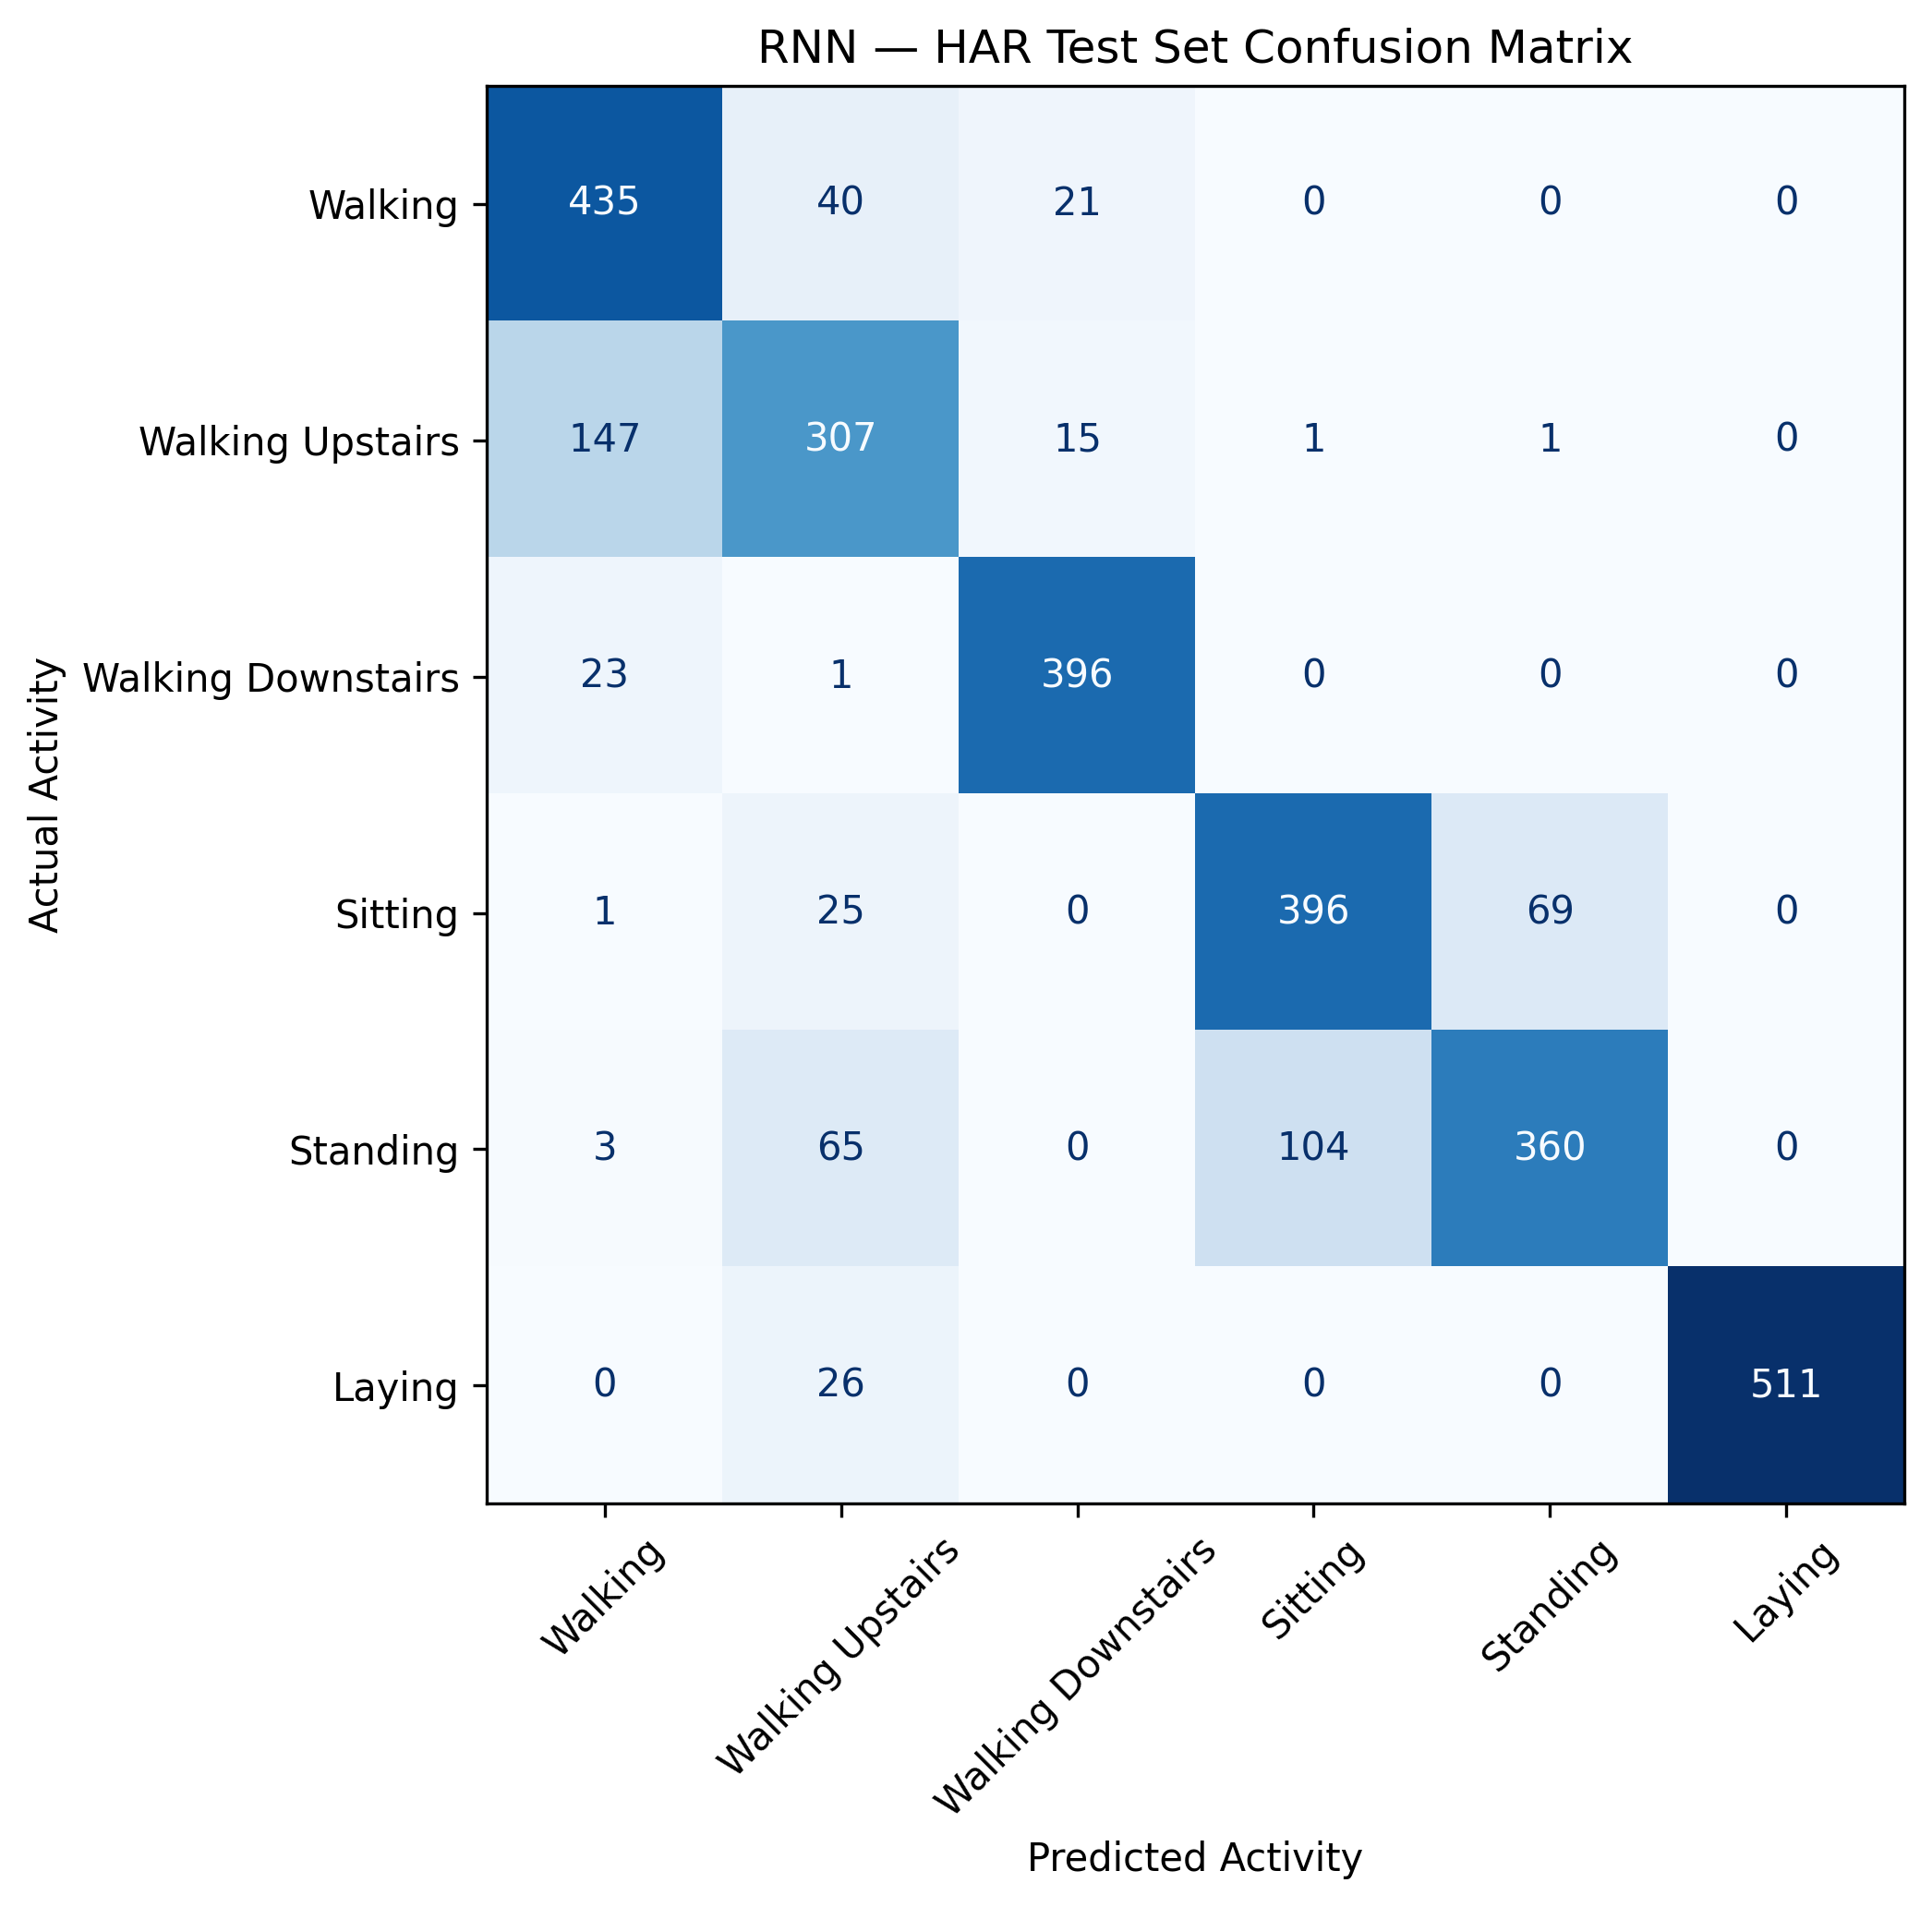 RNN — HAR Test Set Confusion Matrix
Actual Activity
Walking 435 40 21 0 0 0
Walking Upstairs 147 307 15 1 1 0
Walking Downstairs 23 1 396 0 0 0
Sitting 1 25 0 396 69 0
Standing 3 65 0 104 360 0
Laying 0 26 0 0 0 511
Walking Walking Upstairs Walking Downstairs Sitting Standing Laying
Predicted Activity